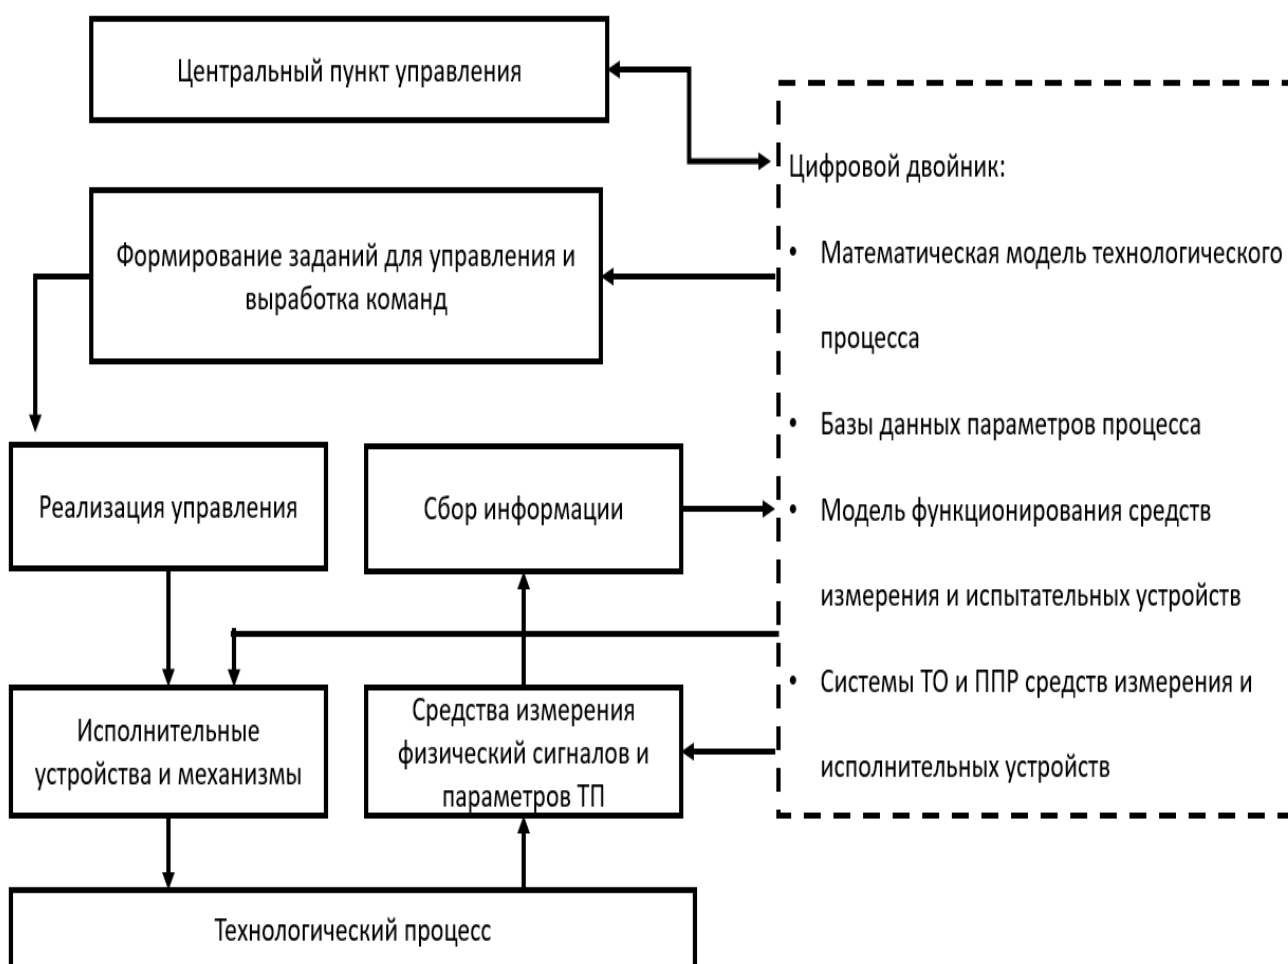 Центральный пункт управления
Формирование заданий для управления и
выработка команд
Реализация управления
Сбор информации
Исполнительные
устройства и механизмы
Средства измерения
физический сигналов и
параметров ТП
Технологический процесс
Цифровой двойник:
• Математическая модель технологического
процесса
• Базы данных параметров процесса
• Модель функционирования средств
измерения и испытательных устройств
• Системы ТО и ППР средств измерения и
исполнительных устройств